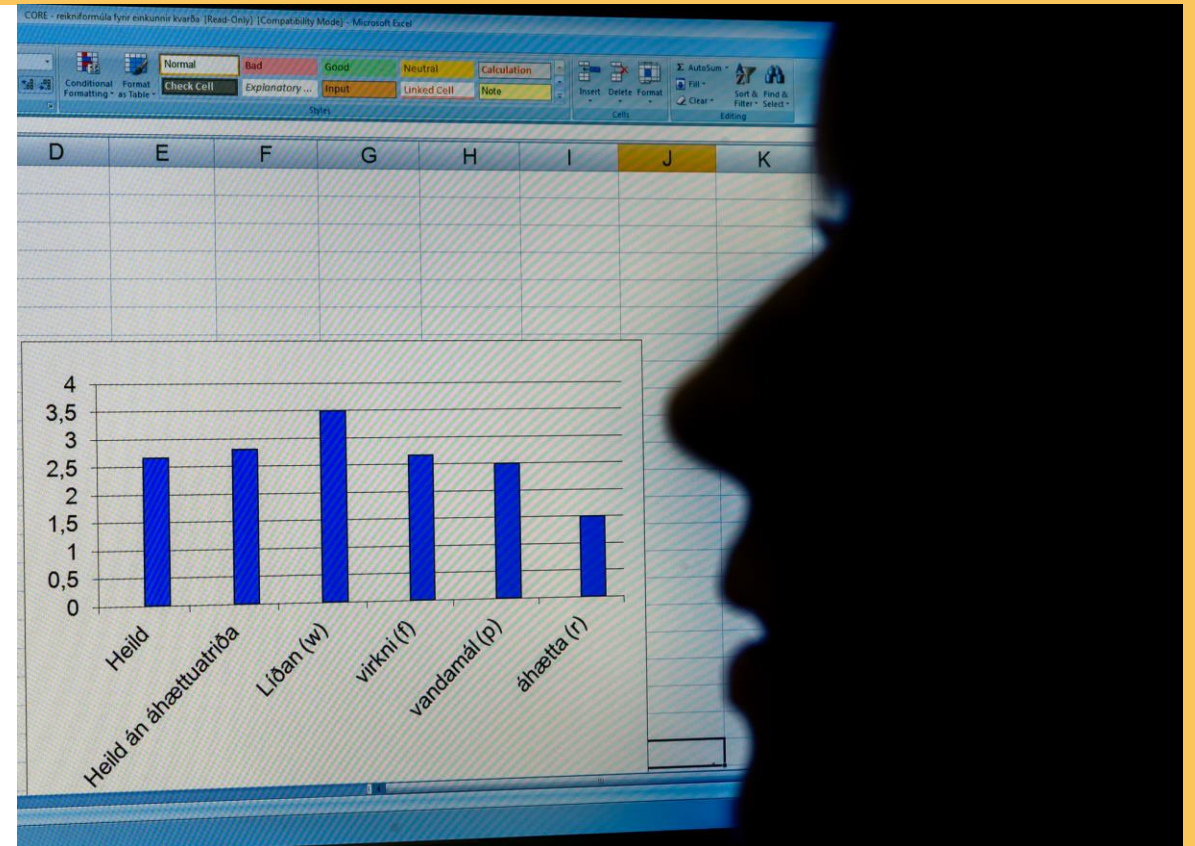 CORE - reikniformúla fyrir einkunnir kvarða [Read-Only] [Compatibility Mode] - Microsoft Excel
Normal Bad Good Neutral Calculation
Check Cell Explanatory ... Input Linked Cell Note
Conditional Formatting Format as Table
Insert Delete Format
Σ AutoSum
Fill
Clear
Sort & Filter Find & Select
Styles Cells Editing
D E F G H I J K
4
3,5
3
2,5
2
1,5
1
0,5
0
Heild
Heild án áhættuatriða
Líðan (w)
virkni (f)
vandamál (p)
áhætta (r)